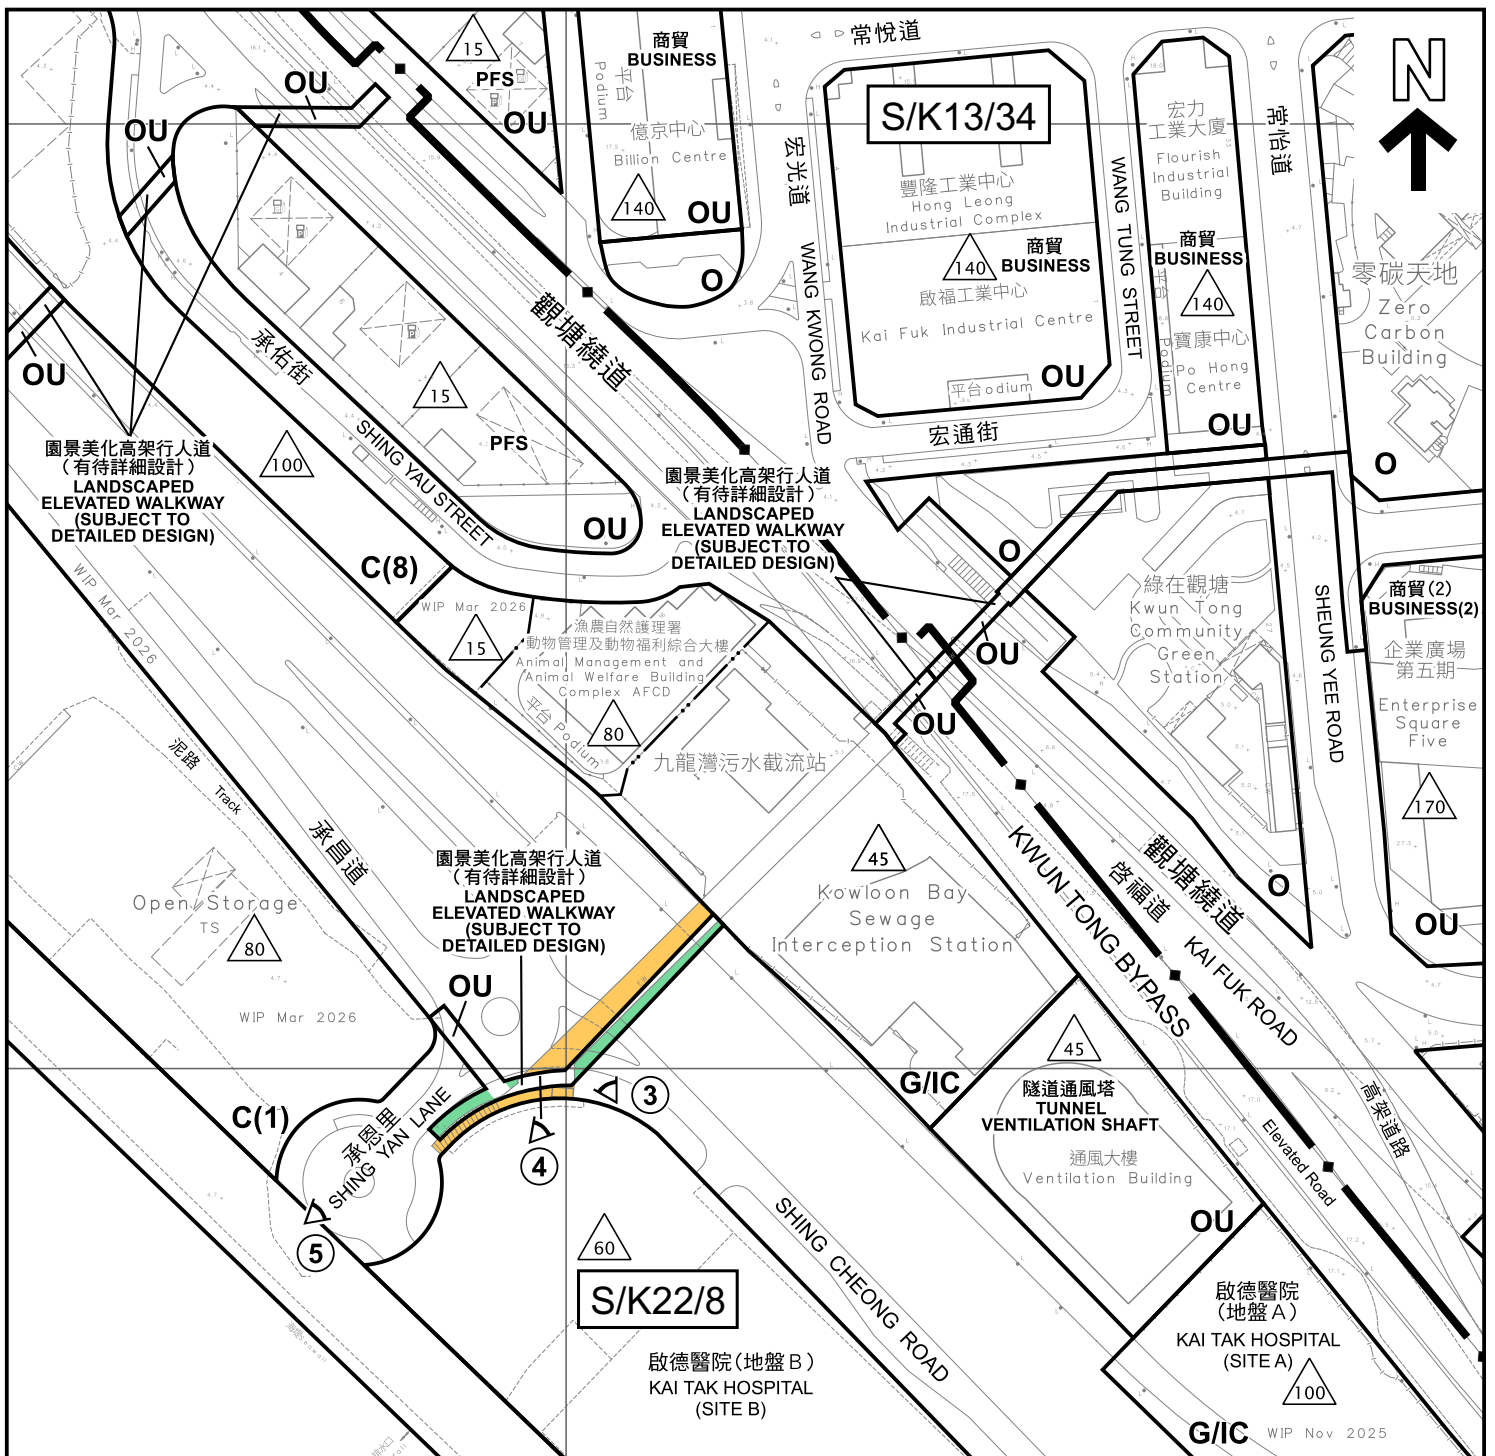 常悅道
商貿
BUSINESS
15
PFS
OU
OU
OU
平台
Podium
億京中心
Billion Centre
140
OU
O
S/K13/34
N
宏光道
WANG KWONG ROAD
豐隆工業中心
Hong Leong
Industrial Complex
140
商貿
BUSINESS
啟福工業中心
Kai Fuk Industrial Centre
平台odium
OU
宏通街
WANG TUNG STREET
宏力
工業大廈
Flourish
Industrial
Building
商貿
BUSINESS
140
平台
Podium
寶康中心
Po Hong
Centre
OU
常怡道
零碳天地
Zero
Carbon
Building
O
觀塘繞道
承佑街
SHING YAU STREET
15
PFS
OU
OU
園景美化高架行人道
（有待詳細設計）
LANDSCAPED
ELEVATED WALKWAY
(SUBJECT TO
DETAILED DESIGN)
100
C(8)
園景美化高架行人道
（有待詳細設計）
LANDSCAPED
ELEVATED WALKWAY
(SUBJECT TO
DETAILED DESIGN)
O
OU
OU
綠在觀塘
Kwun Tong
Community
Green
Station
SHEUNG YEE ROAD
商貿(2)
BUSINESS(2)
企業廣場
第五期
Enterprise
Square
Five
170
OU
O
WIP Mar 2026
WIP Mar 2026
15
漁農自然護理署
動物管理及動物福利綜合大樓
Animal Management and
Animal Welfare Building
Complex AFCD
平台 Podium
80
九龍灣污水截流站
45
Kowloon Bay
Sewage
Interception Station
KWUN TONG BYPASS
啓福道
觀塘繞道
KAI FUK ROAD
泥路
Track
承昌道
Open Storage
TS
80
WIP Mar 2026
園景美化高架行人道
（有待詳細設計）
LANDSCAPED
ELEVATED WALKWAY
(SUBJECT TO
DETAILED DESIGN)
OU
G/IC
45
隧道通風塔
TUNNEL
VENTILATION SHAFT
通風大樓
Ventilation Building
OU
高架道路
Elevated Road
C(1)
承恩里
SHING YAN LANE
3
4
5
60
S/K22/8
SHING CHEONG ROAD
啟德醫院（地盤Ｂ）
KAI TAK HOSPITAL
(SITE B)
啟德醫院
（地盤Ａ）
KAI TAK HOSPITAL
(SITE A)
100
G/IC
WIP Nov 2025